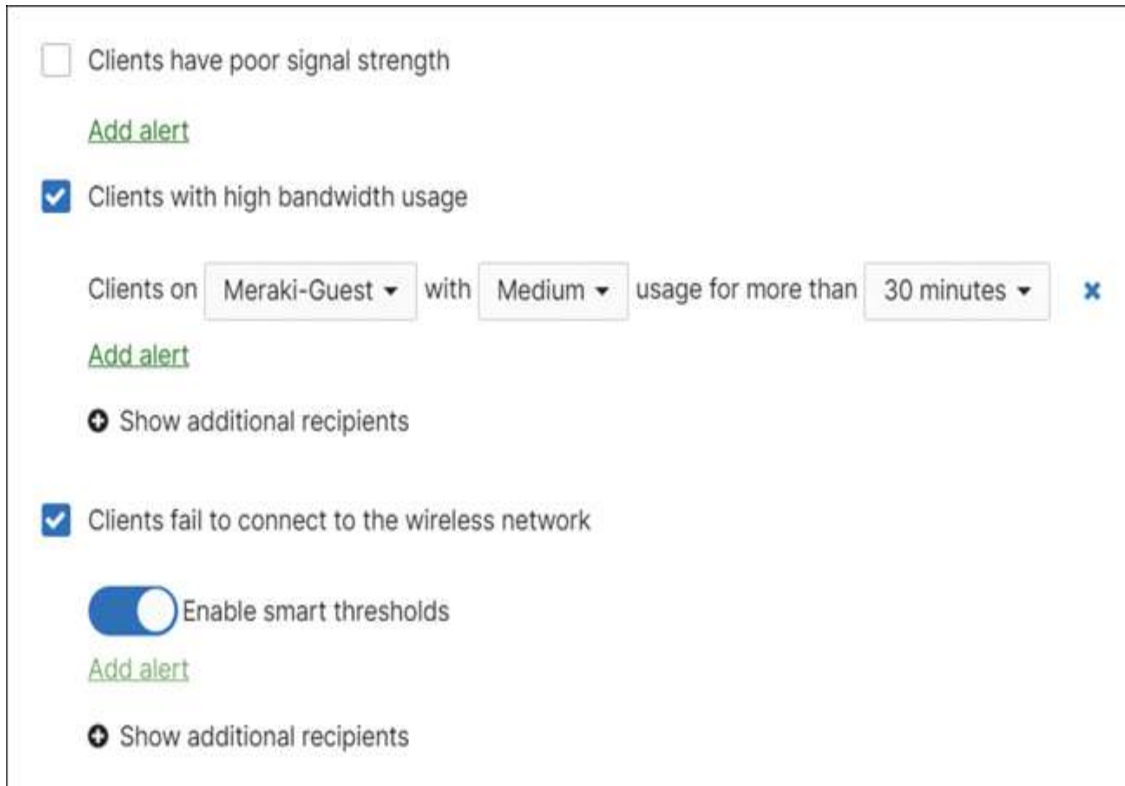 Clients have poor signal strength
Add alert
Clients with high bandwidth usage
Clients on Meraki-Guest with Medium usage for more than 30 minutes
Add alert
Show additional recipients
Clients fail to connect to the wireless network
Enable smart thresholds
Add alert
Show additional recipients